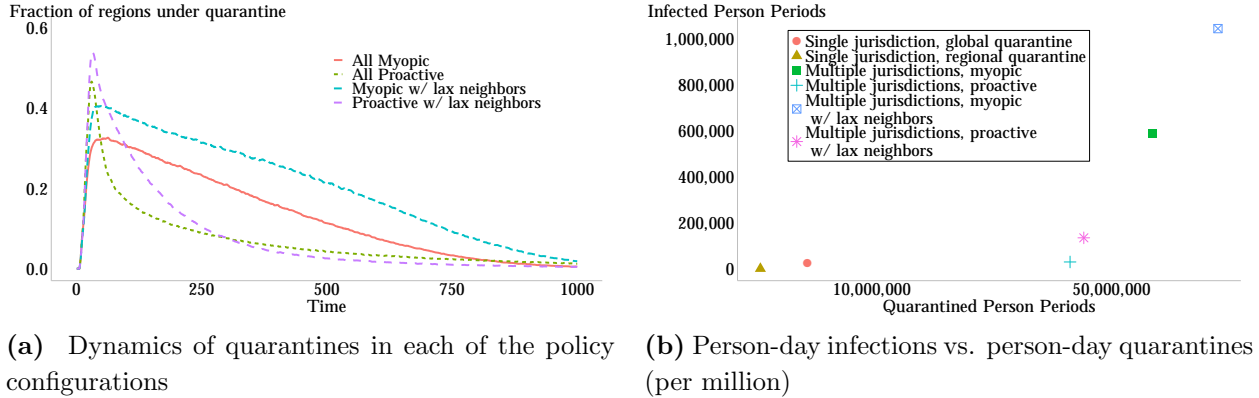 Fraction of regions under quarantine
0.6
0.4
0.2
0.0
All Myopic
All Proactive
Myopic w/ lax neighbors
Proactive w/ lax neighbors
0
250
500
750
1000
Time
(a) Dynamics of quarantines in each of the policy
configurations
Infected Person Periods
1,000,000
800,000
600,000
400,000
200,000
0
Single jurisdiction, global quarantine
Single jurisdiction, regional quarantine
Multiple jurisdictions, myopic
Multiple jurisdictions, proactive
Multiple jurisdictions, myopic
w/ lax neighbors
Multiple jurisdictions, proactive
w/ lax neighbors
10,000,000
50,000,000
Quarantined Person Periods
(b) Person-day infections vs. person-day quarantines
(per million)